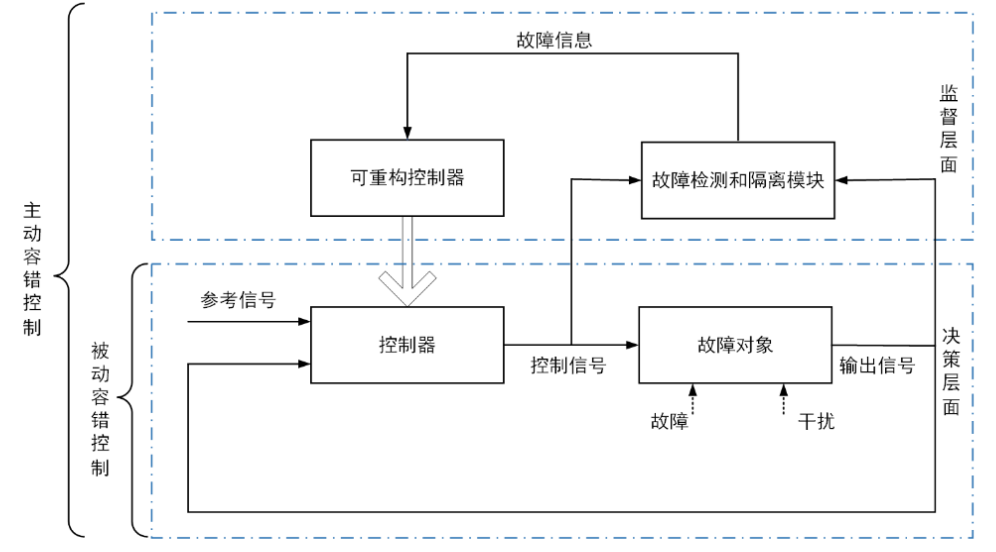 故障信息
监督层面
可重构控制器
故障检测和隔离模块
主动容错控制
参考信号
控制器
控制信号
故障对象
输出信号
决策层面
被动容错控制
故障
干扰